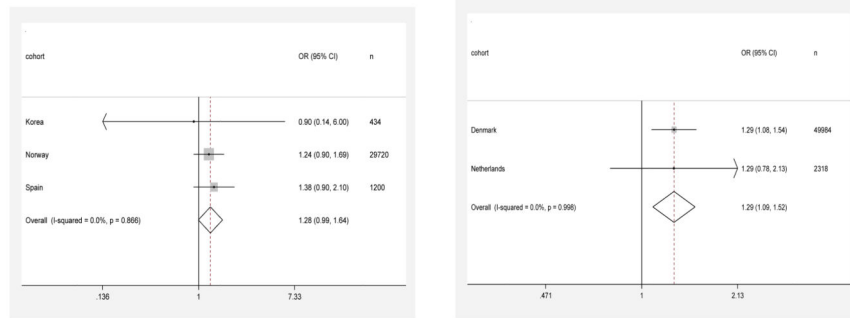 cohort OR (95% CI) n
Korea 0.90 (0.14, 6.00) 434
Norway 1.24 (0.90, 1.69) 29720
Spain 1.38 (0.90, 2.10) 1200
Overall (I-squared = 0.0%, p = 0.866) 1.28 (0.99, 1.64)
.136 1 7.33
cohort OR (95% CI) n
Denmark 1.29 (1.08, 1.54) 49984
Netherlands 1.29 (0.78, 2.13) 2318
Overall (I-squared = 0.0%, p = 0.998) 1.29 (1.09, 1.52)
.471 1 2.13